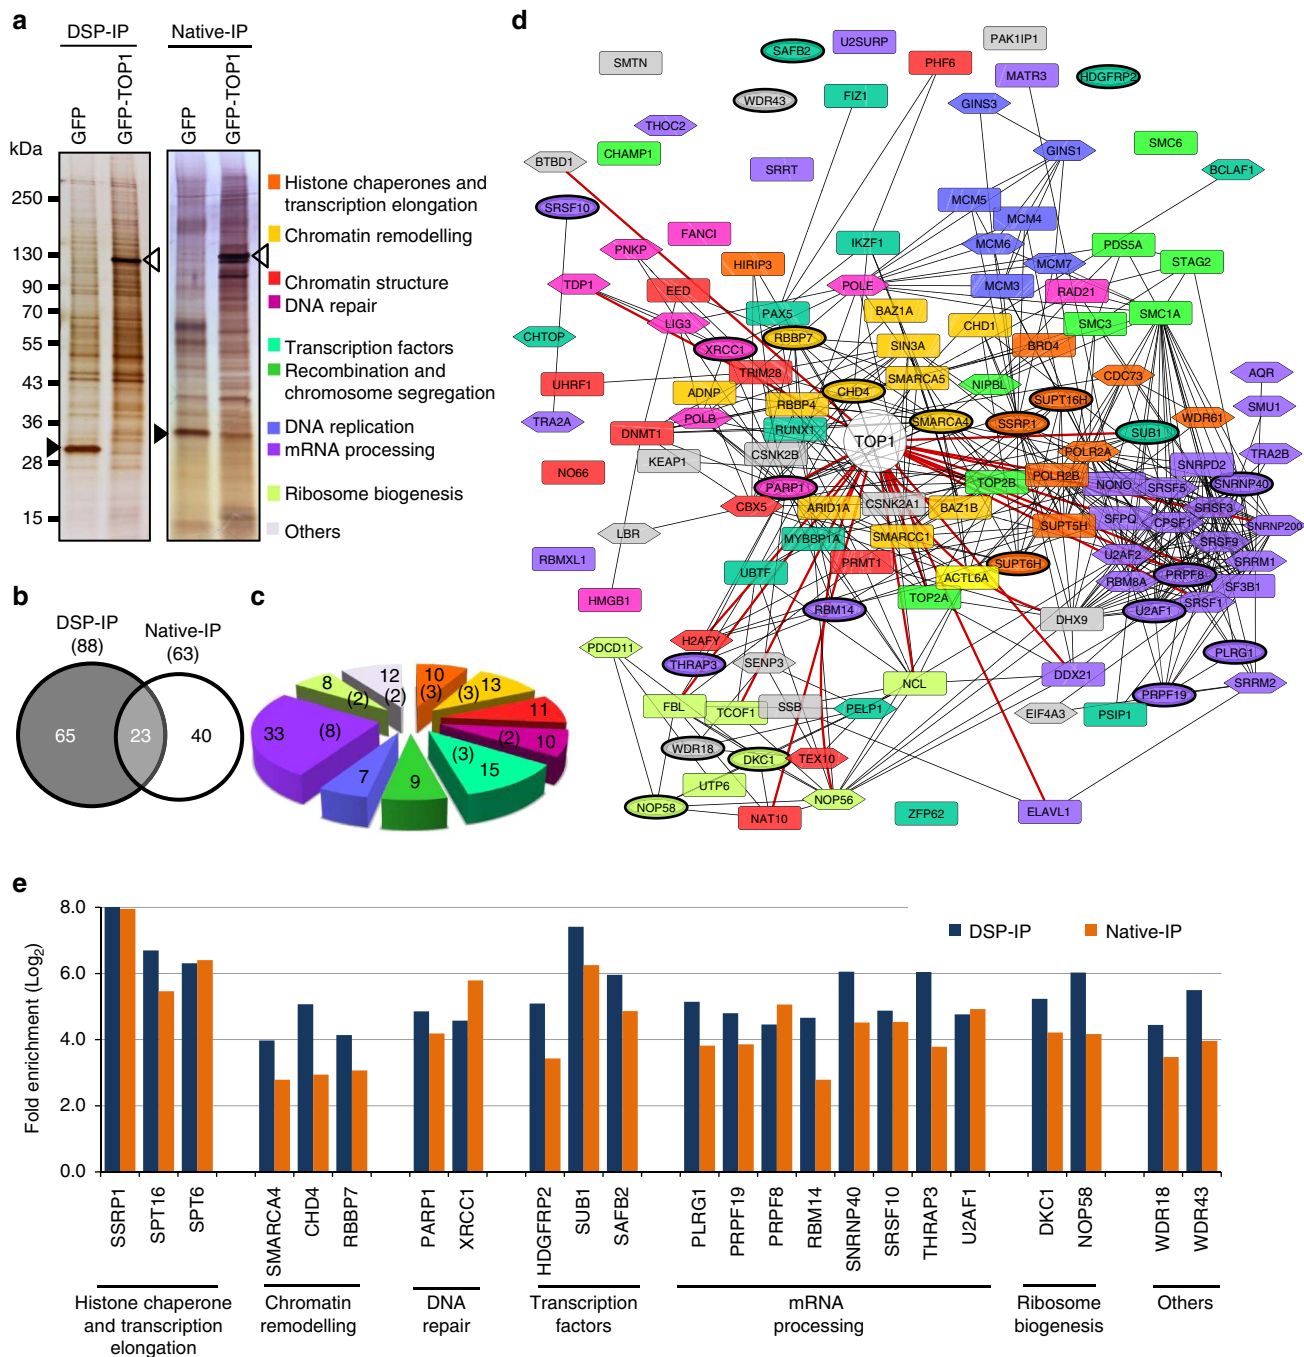 a
DSP-IP
Native-IP
GFP
GFP-TOP1
GFP
GFP-TOP1
kDa
250
130
90
70
55
43
36
28
15
Histone chaperones and
transcription elongation
Chromatin remodelling
Chromatin structure
DNA repair
Transcription factors
Recombination and
chromosome segregation
DNA replication
mRNA processing
Ribosome biogenesis
Others
b
DSP-IP
(88)
Native-IP
(63)
65
23
40
c
12
(2)
10
(3)
13
(3)
11
10
(2)
15
(3)
9
7
33
(8)
8
(2)
d
SAFB2
U2SURP
PAK1IP1
SMTN
PHF6
MATR3
HDGFRP2
WDR43
FIZ1
GINS3
THOC2
GINS1
SMC6
BTBD1
CHAMP1
SRRT
BCLAF1
SRSF10
MCM5
MCM4
PNKP
FANCI
IKZF1
MCM6
PDS5A
HIRIP3
MCM7
STAG2
TDP1
EED
POLE
MCM3
RAD21
LIG3
PAX5
BAZ1A
CHD1
SMC3
SMC1A
CHTOP
XRCC1
RBBP7
SIN3A
BRD4
TRIM28
SMARCA5
NIPBL
CDC73
AQR
UHRF1
ADNP
RBBP4
CHD4
SUPT16H
SMU1
TRA2A
POLB
RUNX1
SMARCA4
SSRP1
WDR61
DNMT1
TOP1
SUB1
KEAP1
CSNK2B
POLR2A
SNRPD2
TRA2B
NO66
PARP1
TOP2B
POLR2B
NONO
SRSF5
SNRNP40
CBX5
ARID1A
CSNK2A1
BAZ1B
SRSF3
LBR
SUPT5H
SFPQ
CPSF1
SNRNP200
MYBBP1A
SMARCC1
SRSF9
RBMXL1
UBTF
PRMT1
SUPT6H
U2AF2
SRRM1
ACTL6A
RBM8A
PRPF8
SF3B1
HMGB1
RBM14
TOP2A
U2AF1
SRSF1
DHX9
PDCD11
H2AFY
THRAP3
SENP3
PLRG1
NCL
DDX21
SRRM2
FBL
TCOF1
SSB
PELP1
PRPF19
EIF4A3
PSIP1
WDR18
DKC1
TEX10
UTP6
NOP58
NOP56
NAT10
ZFP62
ELAVL1
e
Fold enrichment (Log2)
8.0
6.0
4.0
2.0
0.0
DSP-IP
Native-IP
SSRP1
SPT16
SPT6
SMARCA4
CHD4
RBBP7
PARP1
XRCC1
HDGFRP2
SUB1
SAFB2
PLRG1
PRPF19
PRPF8
RBM14
SNRNP40
SRSF10
THRAP3
U2AF1
DKC1
NOP58
WDR18
WDR43
Histone chaperone
and transcription
elongation
Chromatin
remodelling
DNA
repair
Transcription
factors
mRNA
processing
Ribosome
biogenesis
Others